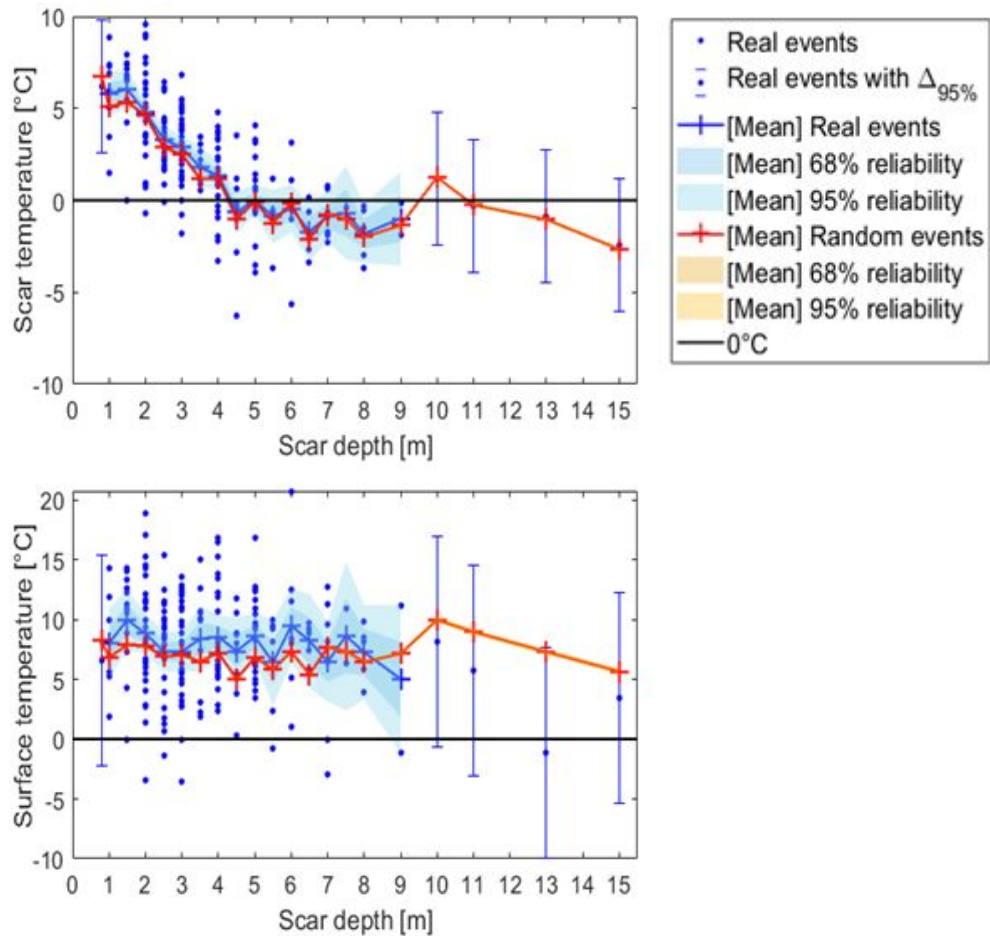 10
5
0
-5
-10
Scar temperature [°C]
0 1 2 3 4 5 6 7 8 9 10 11 12 13 14 15
Scar depth [m]
Real events
Real events with Δ95%
[Mean] Real events
[Mean] 68% reliability
[Mean] 95% reliability
[Mean] Random events
[Mean] 68% reliability
[Mean] 95% reliability
0°C
20
15
10
5
0
-5
-10
Surface temperature [°C]
0 1 2 3 4 5 6 7 8 9 10 11 12 13 14 15
Scar depth [m]